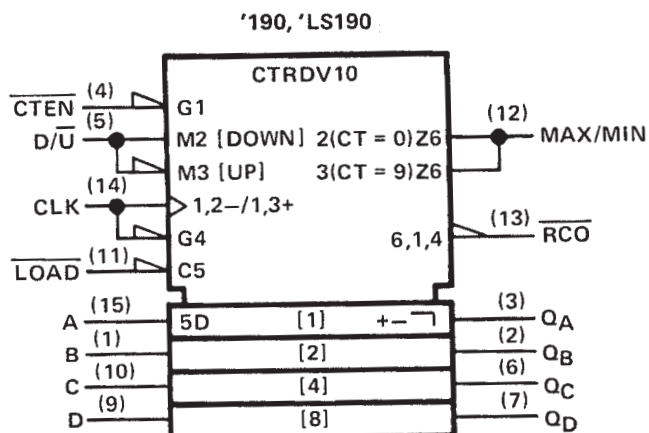 '190, 'LS190
CTRDV10
CTEN (4) G1
D/U (5) M2 [DOWN] 2(CT = 0)Z6 (12) MAX/MIN
M3 [UP] 3(CT = 9)Z6
CLK (14) 1,2−/1,3+
G4 6,1,4 (13) RCO
LOAD (11) C5
A (15) 5D [1] +− (3) QA
B (1) [2] (2) QB
C (10) [4] (6) QC
D (9) [8] (7) QD